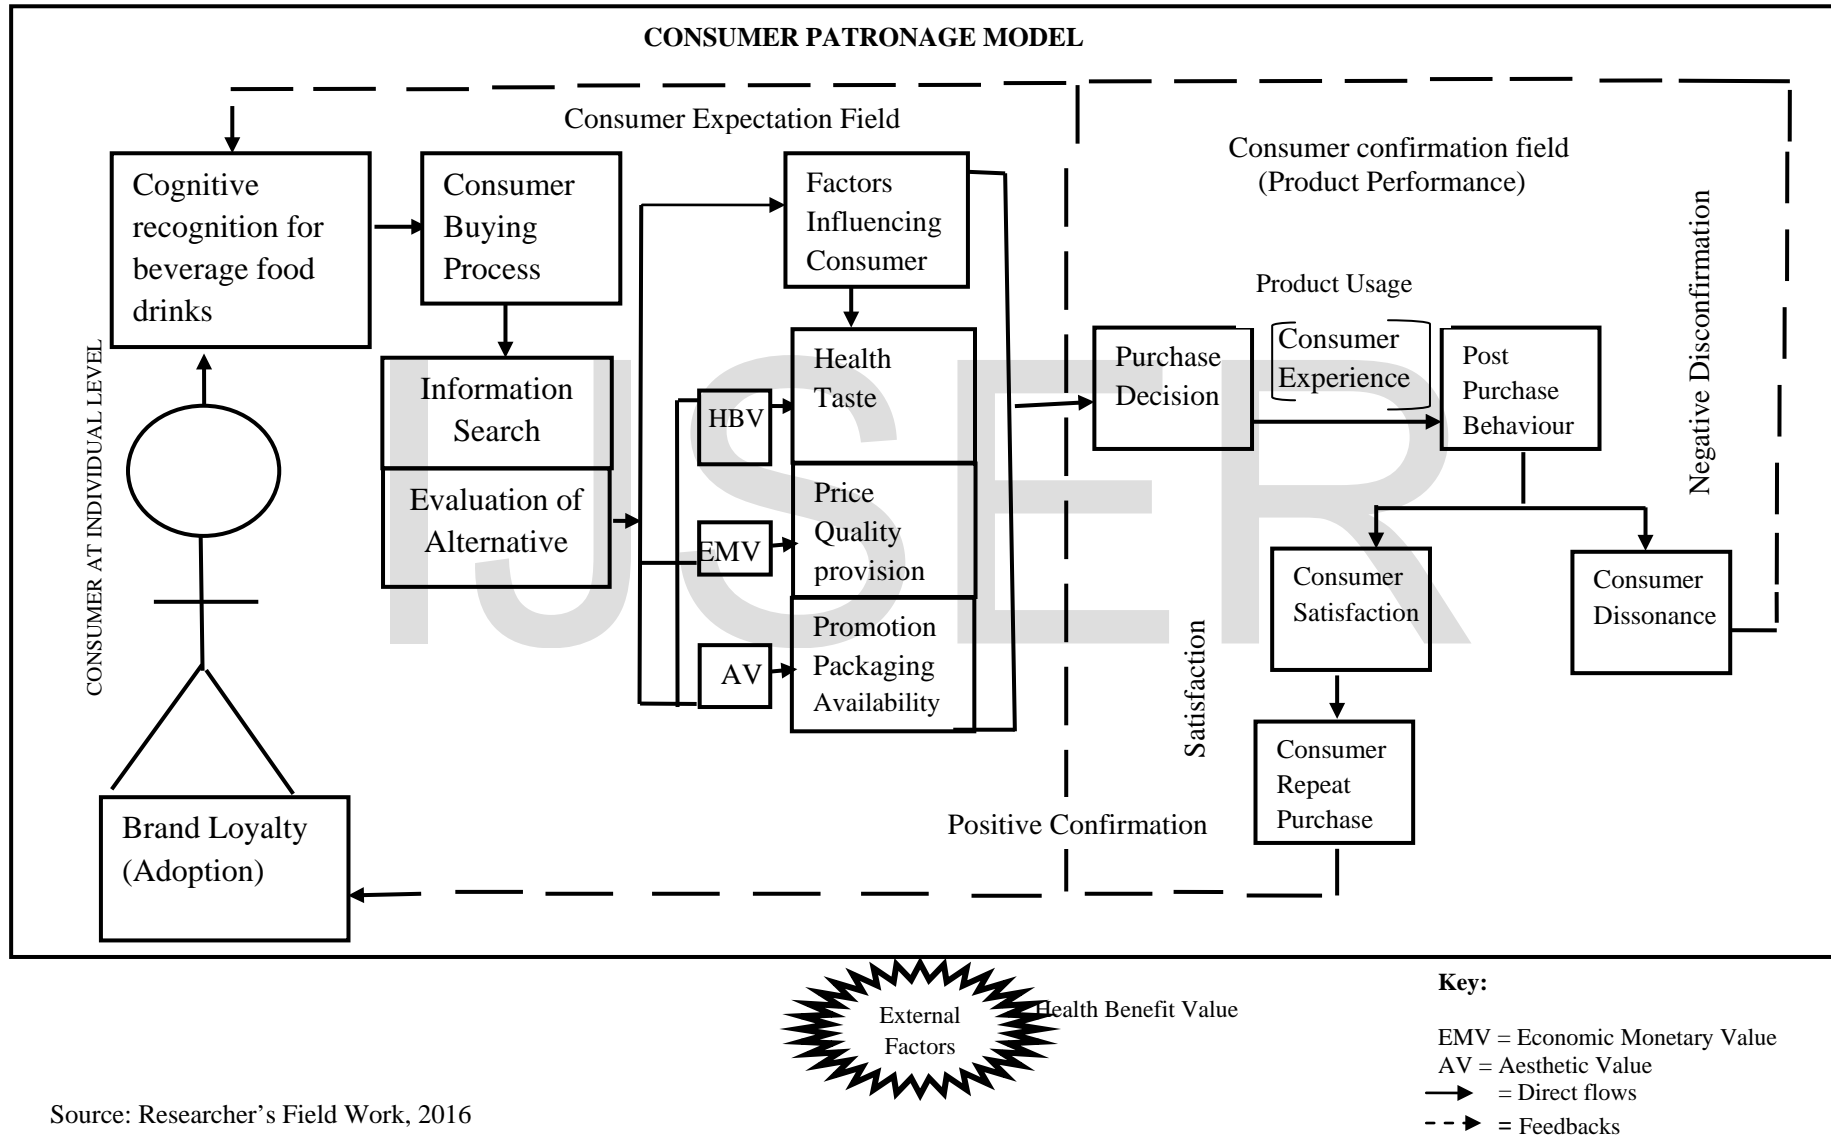 CONSUMER PATRONAGE MODEL
Consumer Expectation Field
Consumer confirmation field
(Product Performance)
Cognitive
recognition for
beverage food
drinks
Consumer
Buying
Process
Factors
Influencing
Consumer
Negative Disconfirmation
Product Usage
Consumer
Experience
Purchase
Decision
Post
Purchase
Behaviour
CONSUMER AT INDIVIDUAL LEVEL
Information
Search
Evaluation of
Alternative
HBV
Health
Taste
EMV
Price
Quality
provision
AV
Promotion
Packaging
Availability
Consumer
Satisfaction
Consumer
Dissonance
Satisfaction
Consumer
Repeat
Purchase
Positive Confirmation
Brand Loyalty
(Adoption)
IJSER
External
Factors
Health Benefit Value
Key:
EMV = Economic Monetary Value
AV = Aesthetic Value
= Direct flows
= Feedbacks
Source: Researcher’s Field Work, 2016